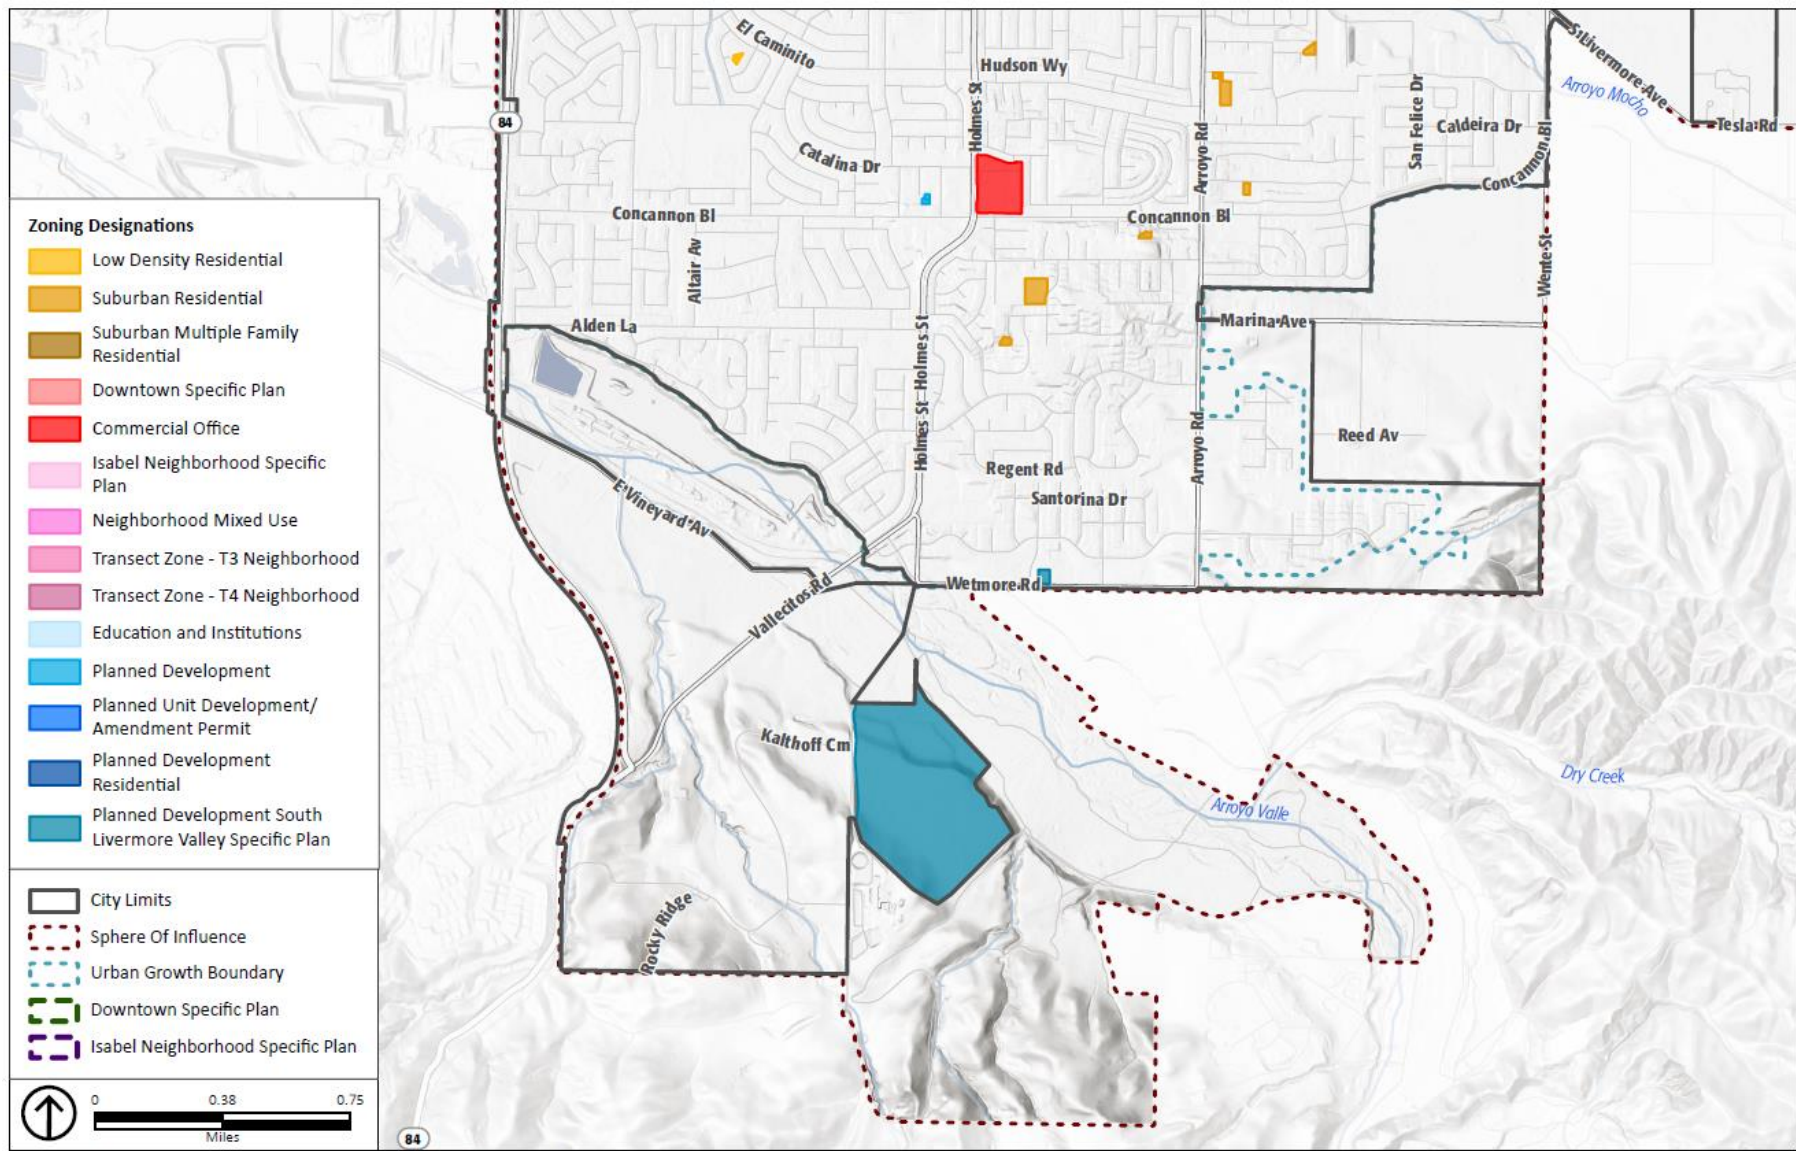 El Caminito
Hudson Wy
S Livermore Ave
Arroyo Mocho
Tesla Rd
84
Holmes St
Catalina Dr
Arroyo Rd
San Felice Dr
Caldeira Dr
Concannon Bl
Concannon Bl
Concannon Bl
Altair Av
Wente St
Alden La
Holmes St
Holmes St
Marina Ave
Arroyo Rd
Reed Av
Regent Rd
Santorina Dr
E Vineyard Av
Vallecitos Rd
Wetmore Rd
Kalthoff Cm
Dry Creek
Arroyo Valle
Rocky Ridge
84
Zoning Designations
Low Density Residential
Suburban Residential
Suburban Multiple Family
Residential
Downtown Specific Plan
Commercial Office
Isabel Neighborhood Specific
Plan
Neighborhood Mixed Use
Transect Zone - T3 Neighborhood
Transect Zone - T4 Neighborhood
Education and Institutions
Planned Development
Planned Unit Development/
Amendment Permit
Planned Development
Residential
Planned Development South
Livermore Valley Specific Plan
City Limits
Sphere Of Influence
Urban Growth Boundary
Downtown Specific Plan
Isabel Neighborhood Specific Plan
0 0.38 0.75
Miles